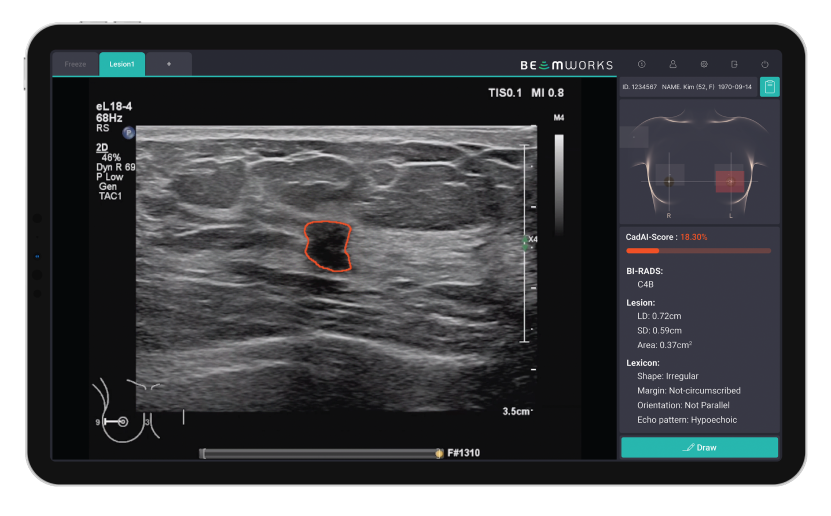 Freeze
Lesion1
+
BEAMWORKS
ID. 1234567 NAME. Kim (52, F) 1970-09-14
TIS0.1 MI 0.8
eL18-4
68Hz
RS
P
M4
2D
46%
Dyn R 69
P Low
Gen
TAC1
X4
3.5cm
9
3
F#1310
R
L
CadAI-Score : 18.30%
BI-RADS:
C4B
Lesion:
LD: 0.72cm
SD: 0.59cm
Area: 0.37cm²
Lexicon:
Shape: Irregular
Margin: Not-circumscribed
Orientation: Not Parallel
Echo pattern: Hypoechoic
Draw